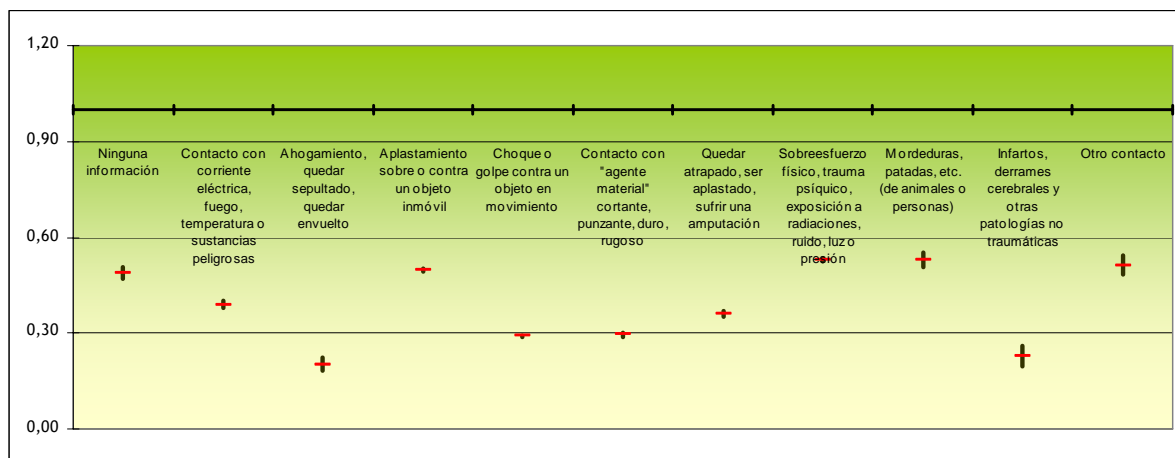 1,20
0,90
0,60
0,30
0,00
Ninguna
información
Contacto con
corriente
eléctrica,
fuego,
temperatura o
sustancias
peligrosas
Ahogamiento,
quedar
sepultado,
quedar
envuelto
Aplastamiento
sobre o contra
un objeto
inmóvil
Choque o
golpe contra un
objeto en
movimiento
Contacto con
"agente
material"
cortante,
punzante, duro,
rugoso
Quedar
atrapado, ser
aplastado,
sufrir una
amputación
Sobreesfuerzo
físico, trauma
psíquico,
exposición a
radiaciones,
ruido, luz o
presión
Mordeduras,
patadas, etc.
(de animales o
personas)
Infartos,
derrames
cerebrales y
otras
patologías no
traumáticas
Otro contacto